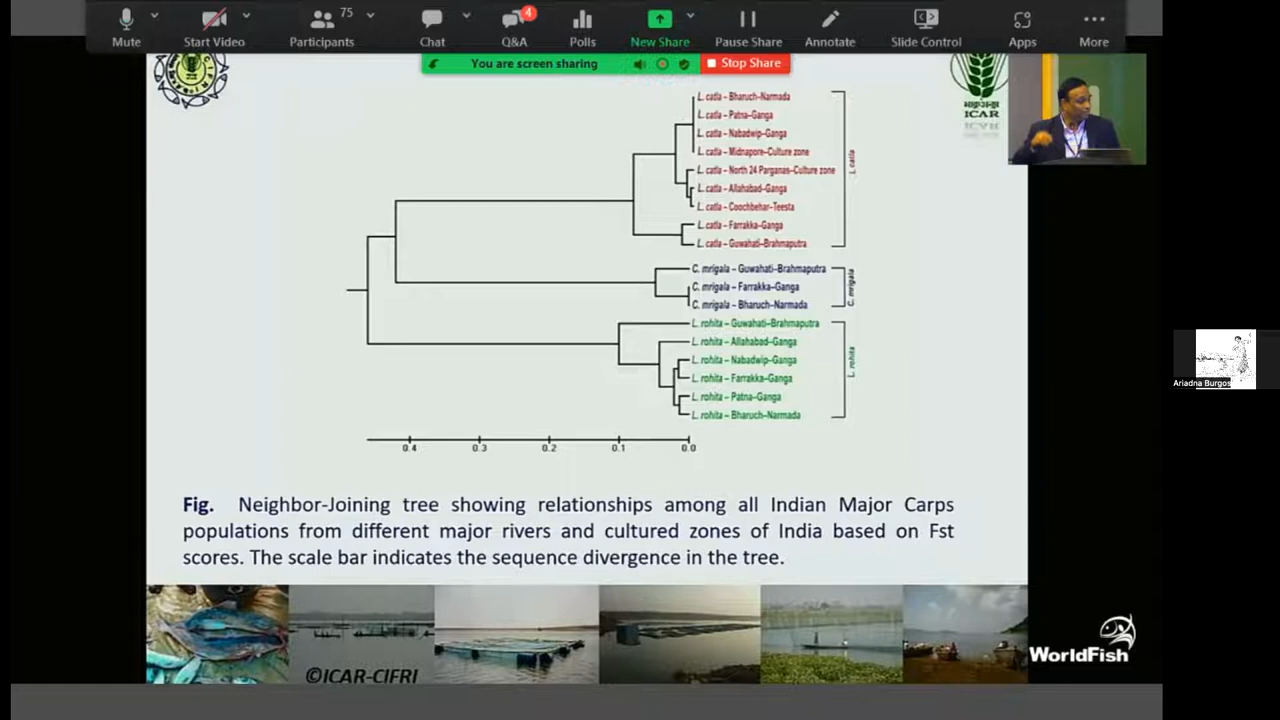 Mute
Start Video
75
Participants
Chat
4
Q&A
Polls
New Share
Pause Share
Annotate
Slide Control
Apps
More
You are screen sharing
Stop Share
ICAR
L. catla – Bharuch–Narmada
L. catla – Patna–Ganga
L. catla – Nabadwip–Ganga
L. catla – Midnapore–Culture zone
L. catla – North 24 Parganas–Culture zone
L. catla – Allahabad–Ganga
L. catla – Coochbehar–Teesta
L. catla – Farrakka–Ganga
L. catla – Guwahati–Brahmaputra
L. catla
C. mrigala – Guwahati–Brahmaputra
C. mrigala – Farrakka–Ganga
C. mrigala – Bharuch–Narmada
C. mrigala
L. rohita – Guwahati–Brahmaputra
L. rohita – Allahabad–Ganga
L. rohita – Nabadwip–Ganga
L. rohita – Farrakka–Ganga
L. rohita – Patna–Ganga
L. rohita – Bharuch–Narmada
L. rohita
0.4 0.3 0.2 0.1 0.0
Fig. Neighbor-Joining tree showing relationships among all Indian Major Carps
populations from different major rivers and cultured zones of India based on Fst
scores. The scale bar indicates the sequence divergence in the tree.
©ICAR-CIFRI
WorldFish
Ariadna Burgos